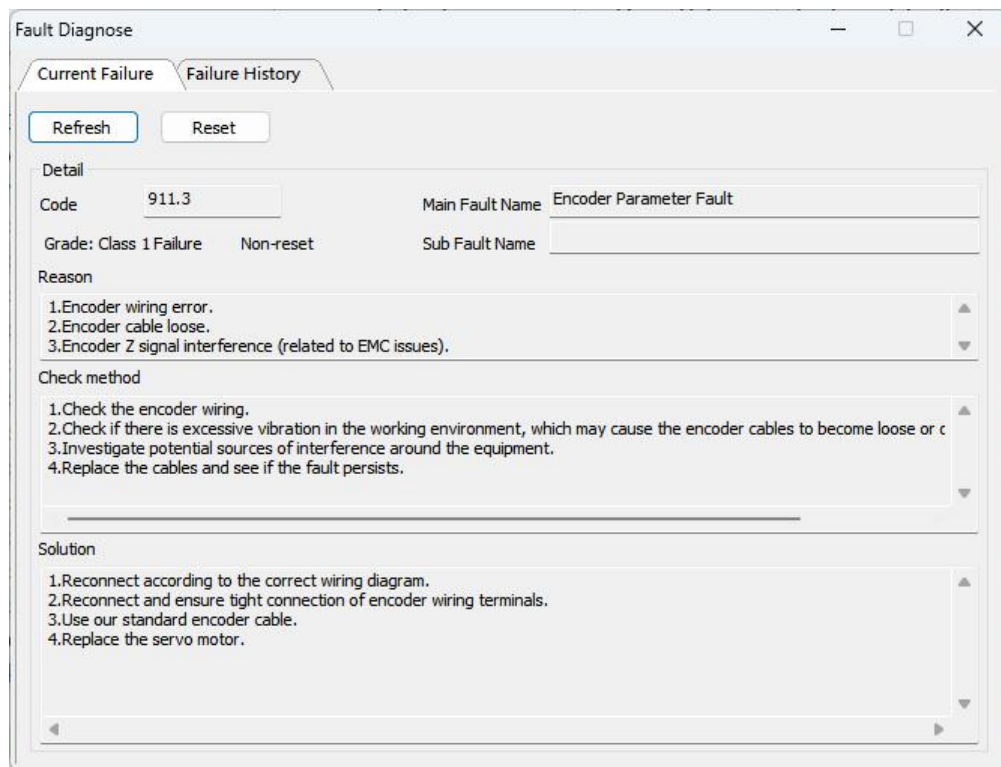 Fault Diagnose
Current Failure Failure History
Refresh Reset
Detail
Code 911.3 Main Fault Name Encoder Parameter Fault
Grade: Class 1 Failure Non-reset Sub Fault Name
Reason
1.Encoder wiring error.
2.Encoder cable loose.
3.Encoder Z signal interference (related to EMC issues).
Check method
1.Check the encoder wiring.
2.Check if there is excessive vibration in the working environment, which may cause the encoder cables to become loose or
3.Investigate potential sources of interference around the equipment.
4.Replace the cables and see if the fault persists.
Solution
1.Reconnect according to the correct wiring diagram.
2.Reconnect and ensure tight connection of encoder wiring terminals.
3.Use our standard encoder cable.
4.Replace the servo motor.